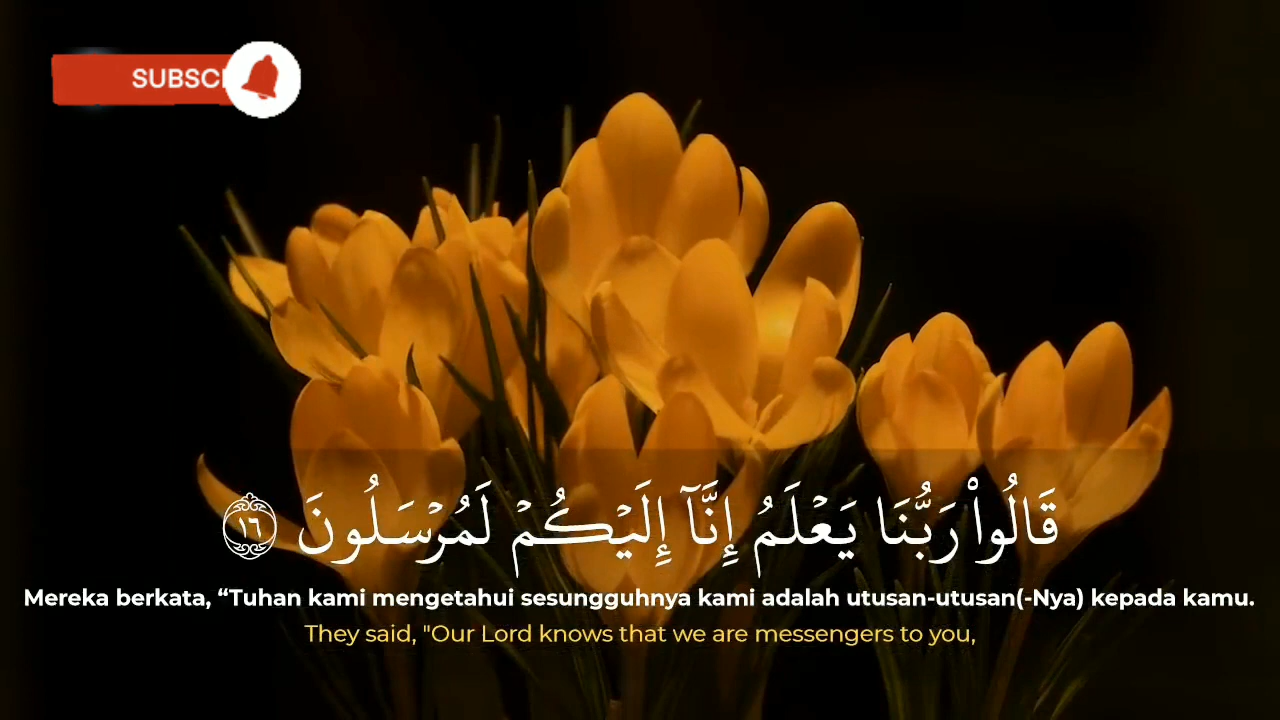 SUBSC
قَالُوا۟ رَبُّنَا يَعْلَمُ إِنَّآ إِلَيْكُمْ لَمُرْسَلُونَ ١٦
Mereka berkata, “Tuhan kami mengetahui sesungguhnya kami adalah utusan-utusan(-Nya) kepada kamu.
They said, "Our Lord knows that we are messengers to you,